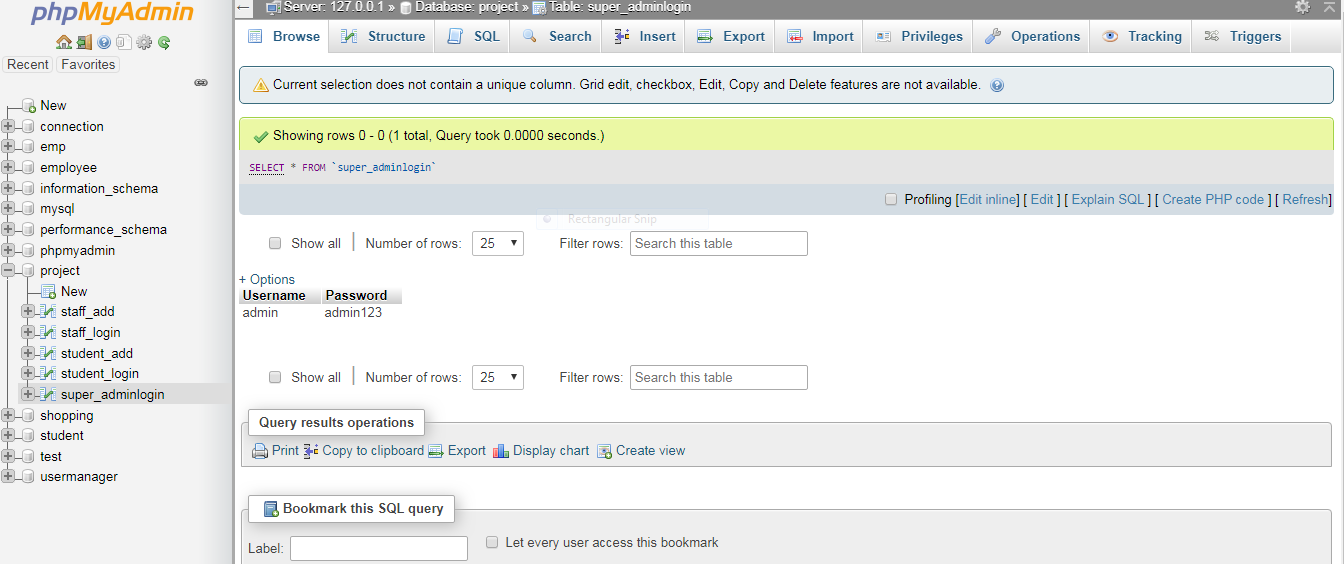 phpMyAdmin
Recent Favorites
New
connection
emp
employee
information_schema
mysql
performance_schema
phpmyadmin
project
New
staff_add
staff_login
student_add
student_login
super_adminlogin
shopping
student
test
usermanager
Server: 127.0.0.1 » Database: project » Table: super_adminlogin
Browse Structure SQL Search Insert Export Import Privileges Operations Tracking Triggers
Current selection does not contain a unique column. Grid edit, checkbox, Edit, Copy and Delete features are not available.
Showing rows 0 - 0 (1 total, Query took 0.0000 seconds.)
SELECT * FROM `super_adminlogin`
Profiling [Edit inline] [ Edit ] [ Explain SQL ] [ Create PHP code ] [ Refresh]
Rectangular Snip
Show all | Number of rows: 25 Filter rows: Search this table
+ Options
Username Password
admin admin123
Show all | Number of rows: 25 Filter rows: Search this table
Query results operations
Print Copy to clipboard Export Display chart Create view
Bookmark this SQL query
Label: Let every user access this bookmark